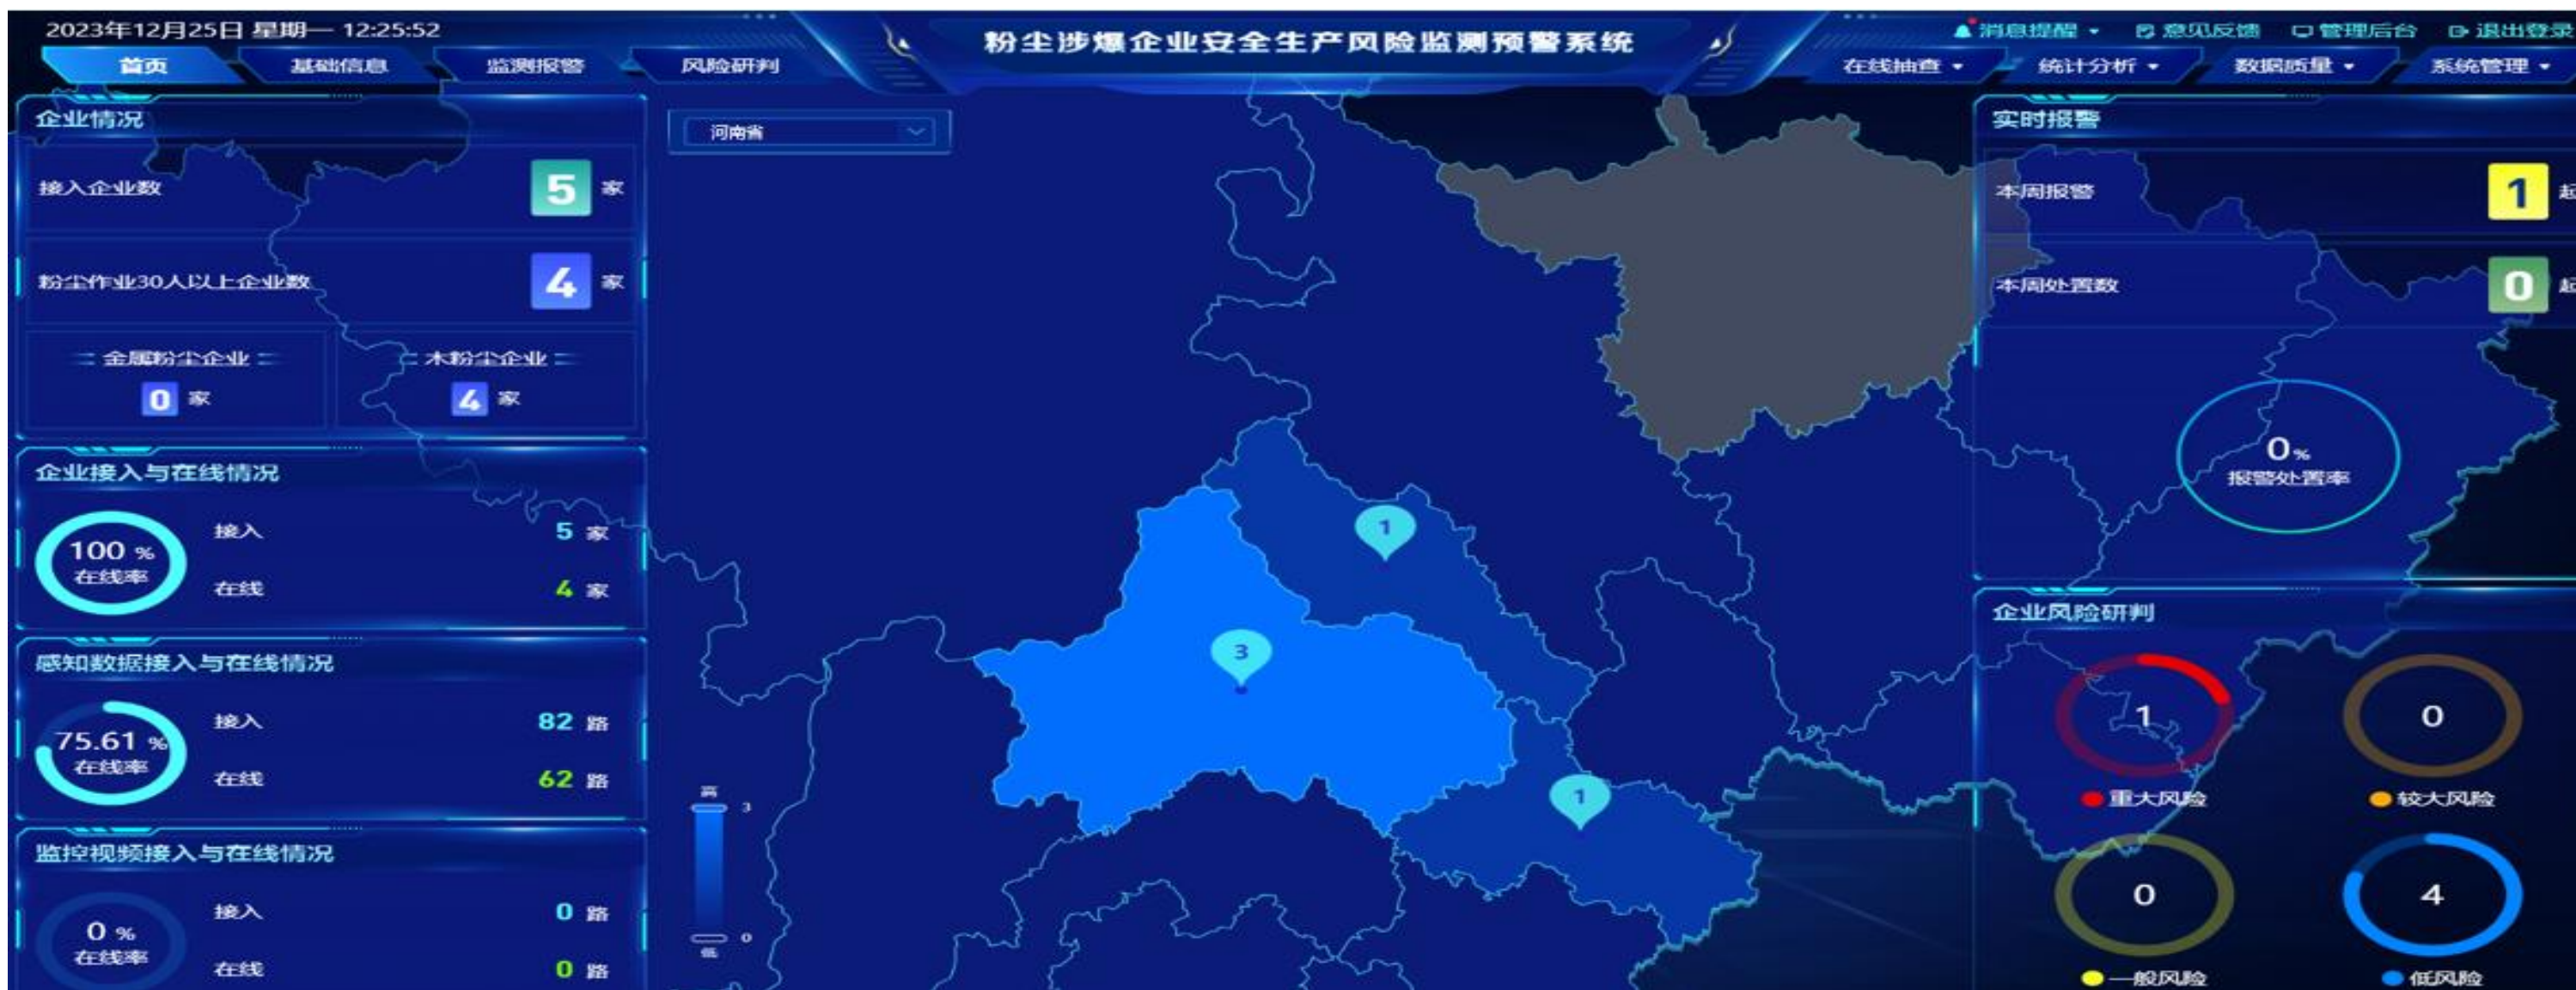 2023年12月25日 星期一 12:25:52
粉尘涉爆企业安全生产风险监测预警系统
消息提醒 意见反馈 管理后台 退出登录
首页 基础信息 监测报警 风险研判
在线抽查 统计分析 数据质量 系统管理
企业情况
接入企业数 5 家
粉尘作业30人以上企业数 4 家
金属粉尘企业 木粉尘企业
0 家 4 家
企业接入与在线情况
100 % 在线率
接入 5 家
在线 4 家
感知数据接入与在线情况
75.61 % 在线率
接入 82 路
在线 62 路
监控视频接入与在线情况
0 % 在线率
接入 0 路
在线 0 路
河南省
1
3
1
高 3
0
低
实时报警
本周报警 1 起
本周处置数 0 起
0%
报警处置率
企业风险研判
1 0
重大风险 较大风险
0 4
一般风险 低风险